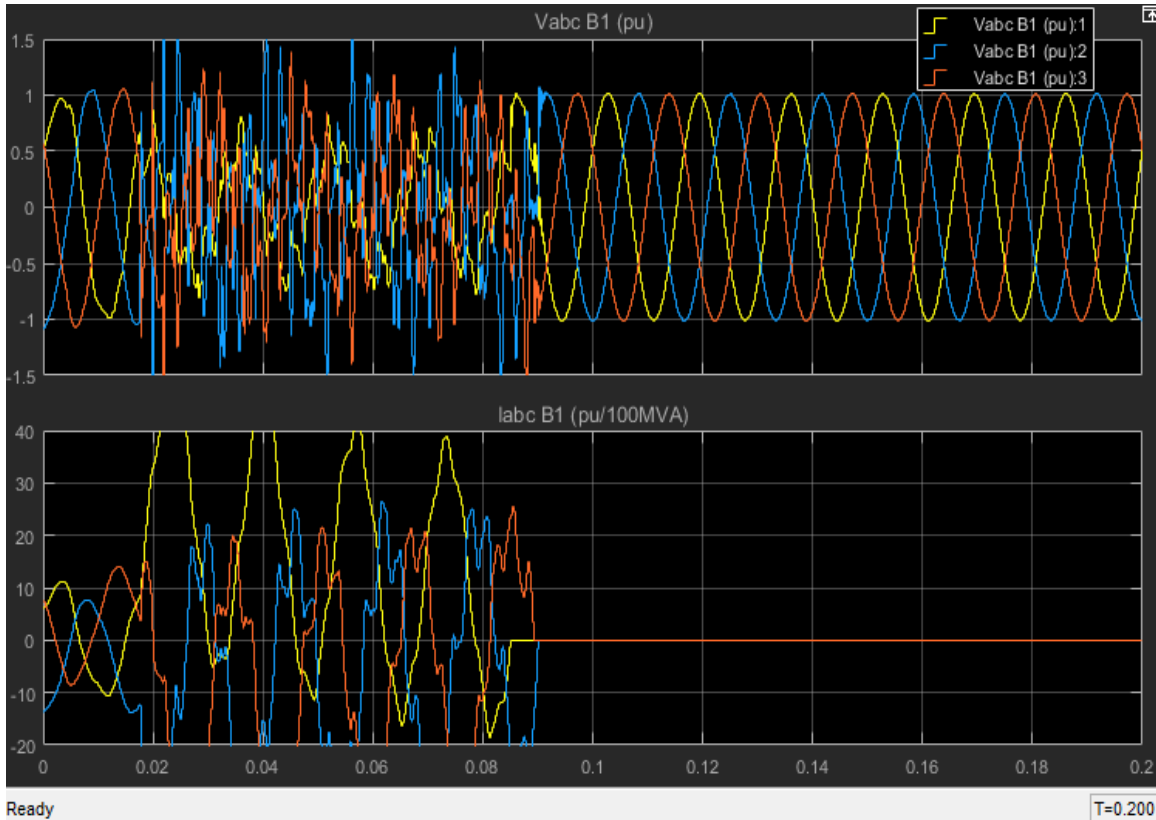 Vabc B1 (pu)
Vabc B1 (pu):1
Vabc B1 (pu):2
Vabc B1 (pu):3
1.5
1
0.5
0
-0.5
-1
-1.5
Iabc B1 (pu/100MVA)
40
30
20
10
0
-10
-20
0 0.02 0.04 0.06 0.08 0.1 0.12 0.14 0.16 0.18 0.2
Ready T=0.200